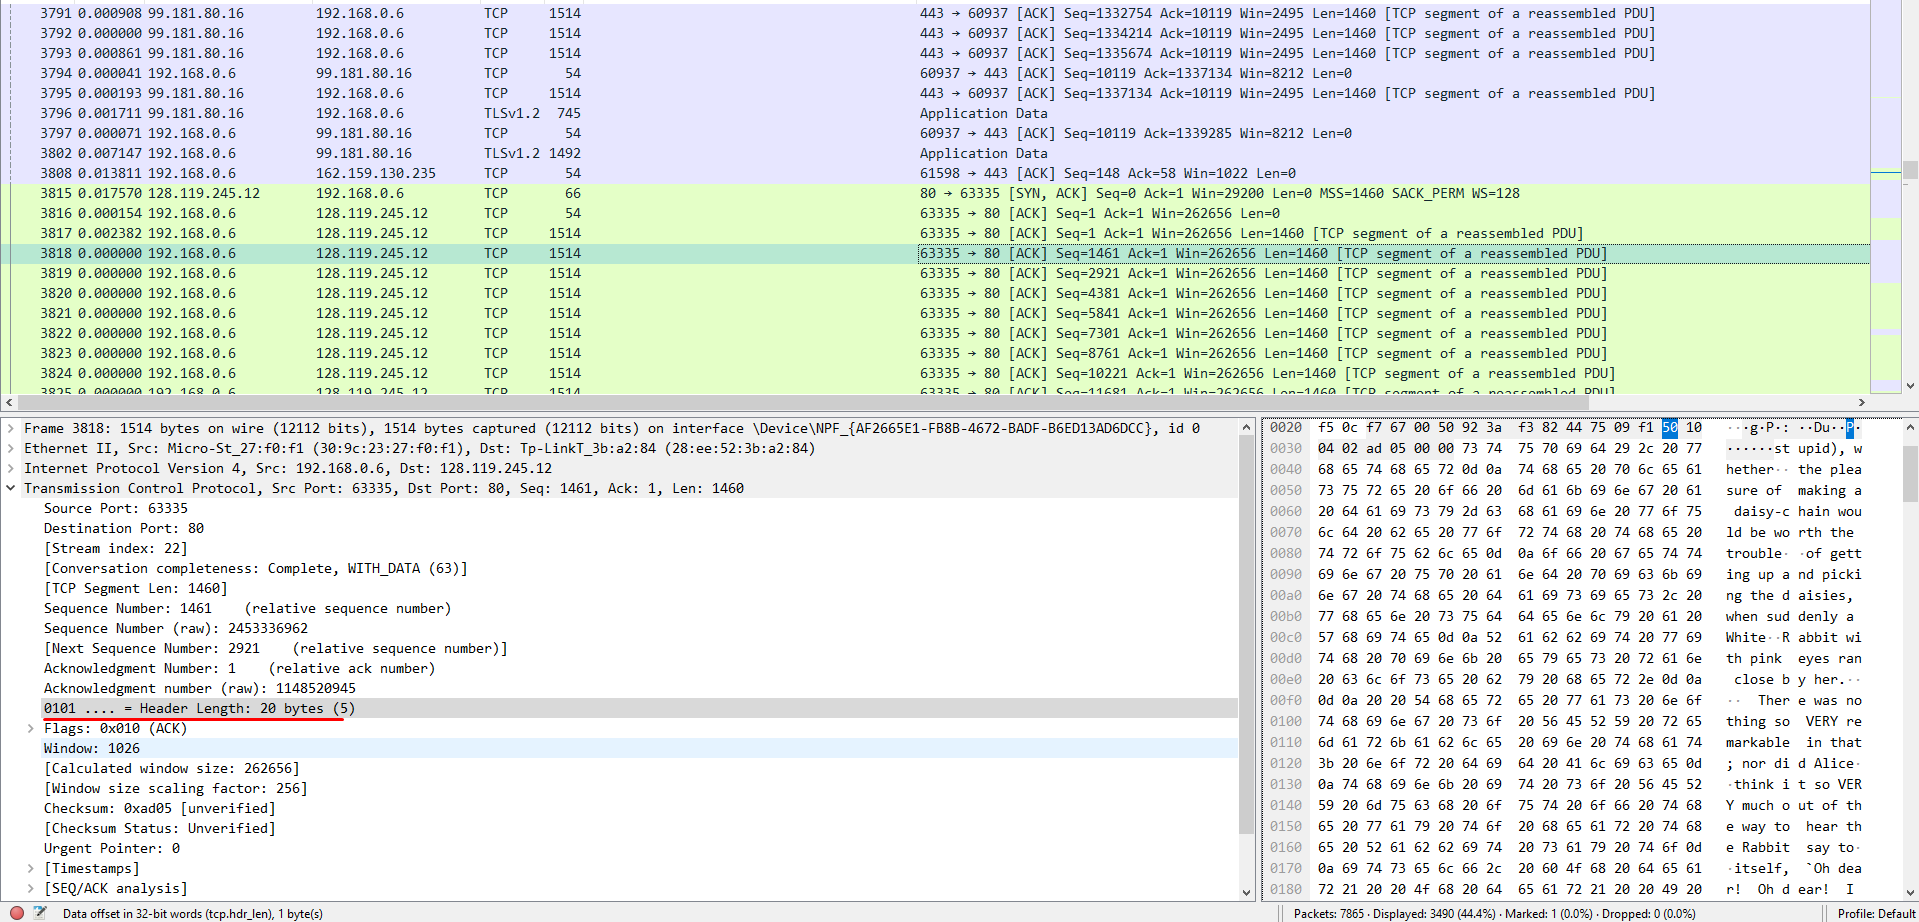 3791 0.000908 99.181.80.16 192.168.0.6 TCP 1514 443 → 60937 [ACK] Seq=1332754 Ack=10119 Win=2495 Len=1460 [TCP segment of a reassembled PDU]
3792 0.000000 99.181.80.16 192.168.0.6 TCP 1514 443 → 60937 [ACK] Seq=1334214 Ack=10119 Win=2495 Len=1460 [TCP segment of a reassembled PDU]
3793 0.000861 99.181.80.16 192.168.0.6 TCP 1514 443 → 60937 [ACK] Seq=1335674 Ack=10119 Win=2495 Len=1460 [TCP segment of a reassembled PDU]
3794 0.000041 192.168.0.6 99.181.80.16 TCP 54 60937 → 443 [ACK] Seq=10119 Ack=1337134 Win=8212 Len=0
3795 0.000193 99.181.80.16 192.168.0.6 TCP 1514 443 → 60937 [ACK] Seq=1337134 Ack=10119 Win=2495 Len=1460 [TCP segment of a reassembled PDU]
3796 0.001711 99.181.80.16 192.168.0.6 TLSv1.2 745 Application Data
3797 0.000071 192.168.0.6 99.181.80.16 TCP 54 60937 → 443 [ACK] Seq=10119 Ack=1339285 Win=8212 Len=0
3802 0.007147 192.168.0.6 99.181.80.16 TLSv1.2 1492 Application Data
3808 0.013811 192.168.0.6 162.159.130.235 TCP 54 61598 → 443 [ACK] Seq=148 Ack=58 Win=1022 Len=0
3815 0.017570 128.119.245.12 192.168.0.6 TCP 66 80 → 63335 [SYN, ACK] Seq=0 Ack=1 Win=29200 Len=0 MSS=1460 SACK_PERM WS=128
3816 0.000154 192.168.0.6 128.119.245.12 TCP 54 63335 → 80 [ACK] Seq=1 Ack=1 Win=262656 Len=0
3817 0.002382 192.168.0.6 128.119.245.12 TCP 1514 63335 → 80 [ACK] Seq=1 Ack=1 Win=262656 Len=1460 [TCP segment of a reassembled PDU]
3818 0.000000 192.168.0.6 128.119.245.12 TCP 1514 63335 → 80 [ACK] Seq=1461 Ack=1 Win=262656 Len=1460 [TCP segment of a reassembled PDU]
3819 0.000000 192.168.0.6 128.119.245.12 TCP 1514 63335 → 80 [ACK] Seq=2921 Ack=1 Win=262656 Len=1460 [TCP segment of a reassembled PDU]
3820 0.000000 192.168.0.6 128.119.245.12 TCP 1514 63335 → 80 [ACK] Seq=4381 Ack=1 Win=262656 Len=1460 [TCP segment of a reassembled PDU]
3821 0.000000 192.168.0.6 128.119.245.12 TCP 1514 63335 → 80 [ACK] Seq=5841 Ack=1 Win=262656 Len=1460 [TCP segment of a reassembled PDU]
3822 0.000000 192.168.0.6 128.119.245.12 TCP 1514 63335 → 80 [ACK] Seq=7301 Ack=1 Win=262656 Len=1460 [TCP segment of a reassembled PDU]
3823 0.000000 192.168.0.6 128.119.245.12 TCP 1514 63335 → 80 [ACK] Seq=8761 Ack=1 Win=262656 Len=1460 [TCP segment of a reassembled PDU]
3824 0.000000 192.168.0.6 128.119.245.12 TCP 1514 63335 → 80 [ACK] Seq=10221 Ack=1 Win=262656 Len=1460 [TCP segment of a reassembled PDU]
3825 0.000000 192.168.0.6 128.119.245.12 TCP 1514 63335 → 80 [ACK] Seq=11681 Ack=1 Win=262656 Len=1460 [TCP segment of a reassembled PDU]
Frame 3818: 1514 bytes on wire (12112 bits), 1514 bytes captured (12112 bits) on interface \Device\NPF_{AF2665E1-FB8B-4672-BADF-B6ED13AD6DCC}, id 0
Ethernet II, Src: Micro-St_27:f0:f1 (30:9c:23:27:f0:f1), Dst: Tp-LinkT_3b:a2:84 (28:ee:52:3b:a2:84)
Internet Protocol Version 4, Src: 192.168.0.6, Dst: 128.119.245.12
Transmission Control Protocol, Src Port: 63335, Dst Port: 80, Seq: 1461, Ack: 1, Len: 1460
Source Port: 63335
Destination Port: 80
[Stream index: 22]
[Conversation completeness: Complete, WITH_DATA (63)]
[TCP Segment Len: 1460]
Sequence Number: 1461 (relative sequence number)
Sequence Number (raw): 2453336962
[Next Sequence Number: 2921 (relative sequence number)]
Acknowledgment Number: 1 (relative ack number)
Acknowledgment number (raw): 1148520945
0101 .... = Header Length: 20 bytes (5)
Flags: 0x010 (ACK)
Window: 1026
[Calculated window size: 262656]
[Window size scaling factor: 256]
Checksum: 0xad05 [unverified]
[Checksum Status: Unverified]
Urgent Pointer: 0
[Timestamps]
[SEQ/ACK analysis]
0020 f5 0c f7 67 00 50 92 3a f3 82 44 75 09 f1 50 10 ···g·P·: ··Du··P·
0030 04 02 ad 05 00 00 73 74 75 70 69 64 29 2c 20 77 ······st upid), w
0040 68 65 74 68 65 72 0d 0a 74 68 65 20 70 6c 65 61 hether·· the plea
0050 73 75 72 65 20 6f 66 20 6d 61 6b 69 6e 67 20 61 sure of making a
0060 20 64 61 69 73 79 2d 63 68 61 69 6e 20 77 6f 75 daisy-c hain wou
0070 6c 64 20 62 65 20 77 6f 72 74 68 20 74 68 65 20 ld be wo rth the
0080 74 72 6f 75 62 6c 65 0d 0a 6f 66 20 67 65 74 74 trouble· ·of gett
0090 69 6e 67 20 75 70 20 61 6e 64 20 70 69 63 6b 69 ing up a nd picki
00a0 6e 67 20 74 68 65 20 64 61 69 73 69 65 73 2c 20 ng the d aisies,
00b0 77 68 65 6e 20 73 75 64 64 65 6e 6c 79 20 61 20 when sud denly a
00c0 57 68 69 74 65 0d 0a 52 61 62 62 69 74 20 77 69 White··R abbit wi
00d0 74 68 20 70 69 6e 6b 20 65 79 65 73 20 72 61 6e th pink eyes ran
00e0 20 63 6c 6f 73 65 20 62 79 20 68 65 72 2e 0d 0a close b y her.··
00f0 0d 0a 20 20 54 68 65 72 65 20 77 61 73 20 6e 6f ·· Ther e was no
0100 74 68 69 6e 67 20 73 6f 20 56 45 52 59 20 72 65 thing so VERY re
0110 6d 61 72 6b 61 62 6c 65 20 69 6e 20 74 68 61 74 markable in that
0120 3b 20 6e 6f 72 20 64 69 64 20 41 6c 69 63 65 0d ; nor di d Alice·
0130 0a 74 68 69 6e 6b 20 69 74 20 73 6f 20 56 45 52 ·think i t so VER
0140 59 20 6d 75 63 68 20 6f 75 74 20 6f 66 20 74 68 Y much o ut of th
0150 65 20 77 61 79 20 74 6f 20 68 65 61 72 20 74 68 e way to hear th
0160 65 20 52 61 62 62 69 74 20 73 61 79 20 74 6f 0d e Rabbit say to·
0170 0a 69 74 73 65 6c 66 2c 20 60 4f 68 20 64 65 61 ·itself, `Oh dea
0180 72 21 20 20 4f 68 20 64 65 61 72 21 20 20 49 20 r! Oh d ear! I
Data offset in 32-bit words (tcp.hdr_len), 1 byte(s)
Packets: 7865 · Displayed: 3490 (44.4%) · Marked: 1 (0.0%) · Dropped: 0 (0.0%)
Profile: Default